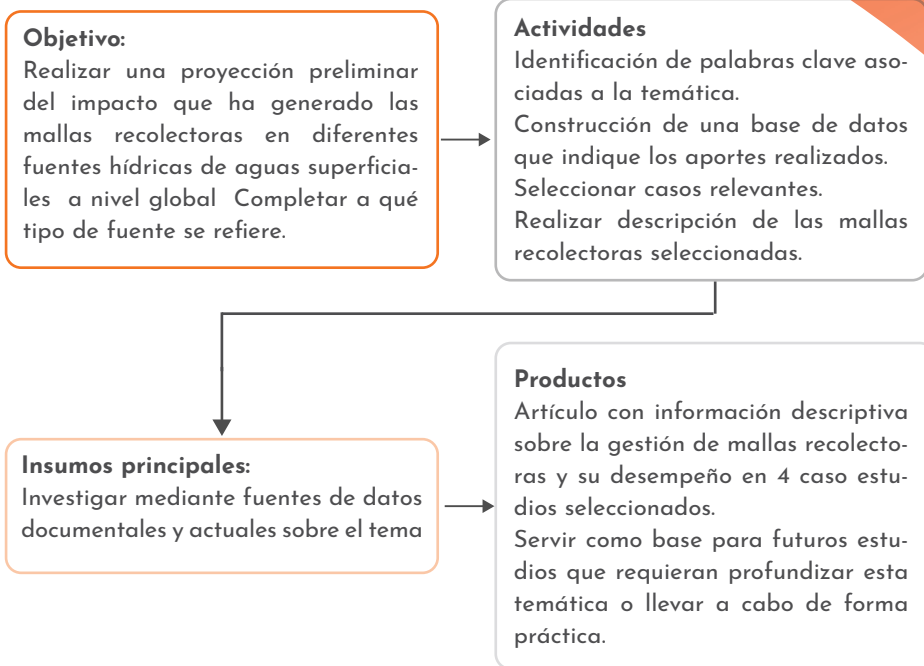 Objetivo:
Realizar una proyección preliminar
del impacto que ha generado las
mallas recolectoras en diferentes
fuentes hídricas de aguas superficia-
les a nivel global Completar a qué
tipo de fuente se refiere.
Actividades
Identificación de palabras clave aso-
ciadas a la temática.
Construcción de una base de datos
que indique los aportes realizados.
Seleccionar casos relevantes.
Realizar descripción de las mallas
recolectoras seleccionadas.
Insumos principales:
Investigar mediante fuentes de datos
documentales y actuales sobre el tema
Productos
Artículo con información descriptiva
sobre la gestión de mallas recolecto-
ras y su desempeño en 4 caso estu-
dios seleccionados.
Servir como base para futuros estu-
dios que requieran profundizar esta
temática o llevar a cabo de forma
práctica.